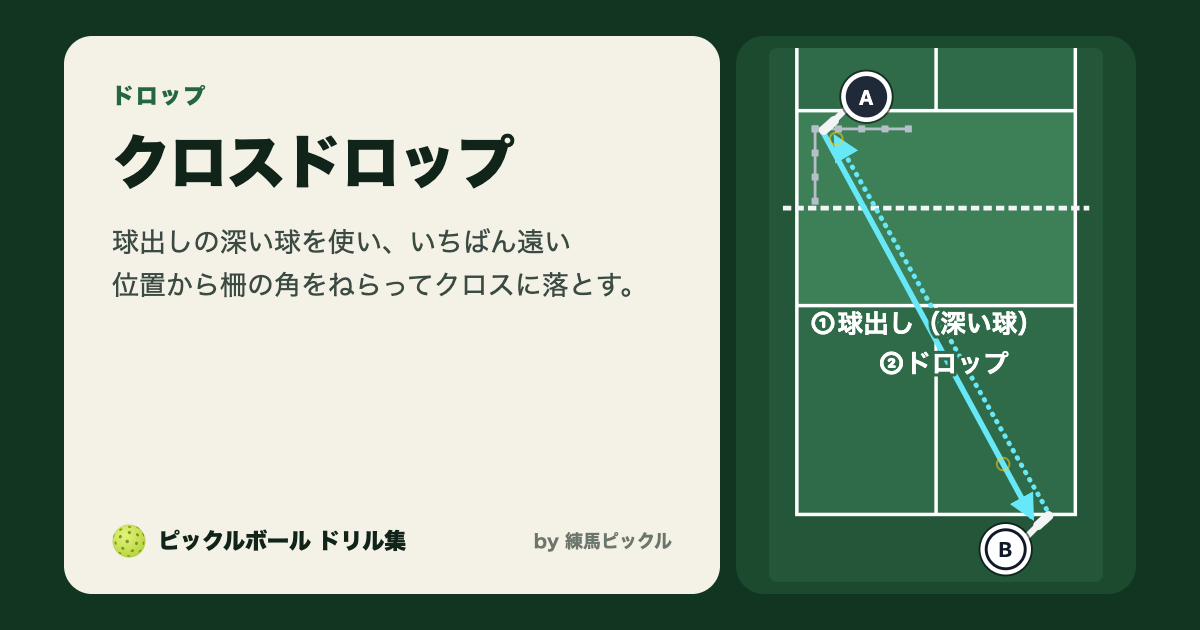 ドロップ
クロスドロップ
球出しの深い球を使い、いちばん遠い
位置から柵の角をねらってクロスに落とす。
ピックルボール ドリル集
by 練馬ピックル
A
①球出し（深い球）
②ドロップ
B